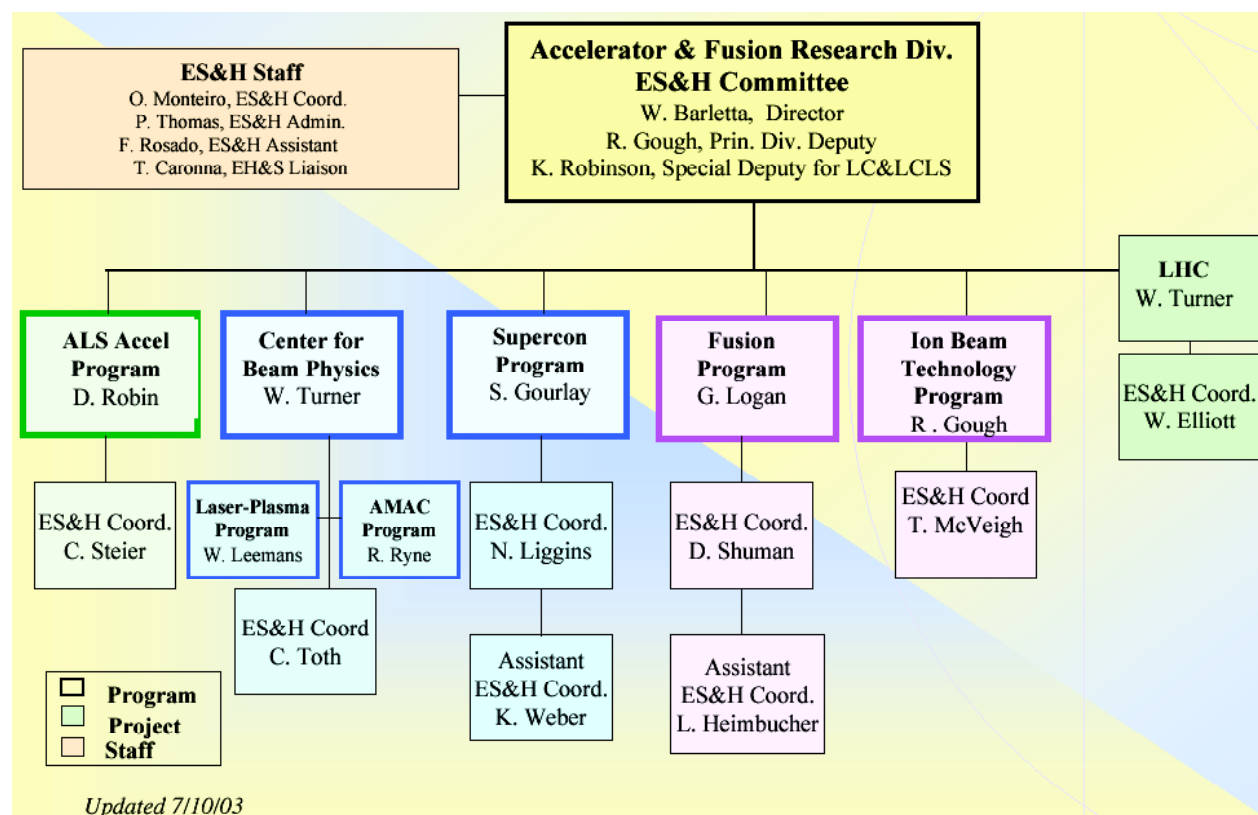 ES&H Staff
O. Monteiro, ES&H Coord.
P. Thomas, ES&H Admin.
F. Rosado, ES&H Assistant
T. Caronna, EH&S Liaison
Accelerator & Fusion Research Div.
ES&H Committee
W. Barletta, Director
R. Gough, Prin. Div. Deputy
K. Robinson, Special Deputy for LC&LCLS
LHC
W. Turner
ES&H Coord.
W. Elliott
ALS Accel
Program
D. Robin
Center for
Beam Physics
W. Turner
Supercon
Program
S. Gourlay
Fusion
Program
G. Logan
Ion Beam
Technology
Program
R . Gough
ES&H Coord.
C. Steier
Laser-Plasma
Program
W. Leemans
AMAC
Program
R. Ryne
ES&H Coord.
N. Liggins
ES&H Coord.
D. Shuman
ES&H Coord
T. McVeigh
ES&H Coord
C. Toth
Assistant
ES&H Coord.
K. Weber
Assistant
ES&H Coord.
L. Heimbucher
Program
Project
Staff
Updated 7/10/03